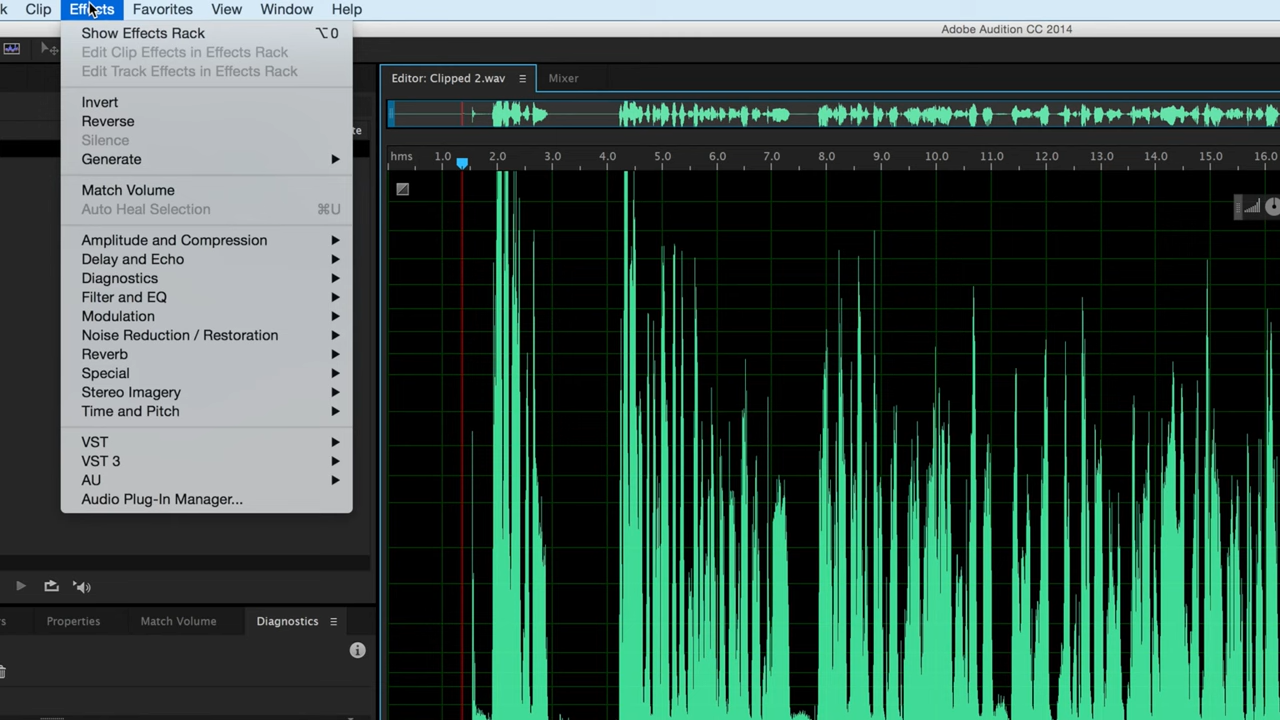 k Clip Effects Favorites View Window Help
Adobe Audition CC 2014
Show Effects Rack ⌥0
Edit Clip Effects in Effects Rack
Edit Track Effects in Effects Rack
Invert
Reverse
Silence
Generate
Match Volume
Auto Heal Selection ⌘U
Amplitude and Compression
Delay and Echo
Diagnostics
Filter and EQ
Modulation
Noise Reduction / Restoration
Reverb
Special
Stereo Imagery
Time and Pitch
VST
VST 3
AU
Audio Plug-In Manager...
te
Editor: Clipped 2.wav Mixer
hms 1.0 2.0 3.0 4.0 5.0 6.0 7.0 8.0 9.0 10.0 11.0 12.0 13.0 14.0 15.0 16.0
rs Properties Match Volume Diagnostics